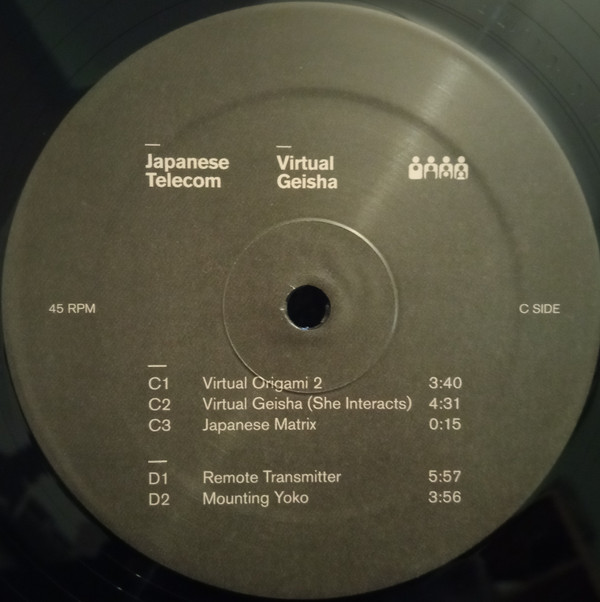 Japanese Telecom
Virtual Geisha
45 RPM
C SIDE
C1 Virtual Origami 2 3:40
C2 Virtual Geisha (She Interacts) 4:31
C3 Japanese Matrix 0:15
D1 Remote Transmitter 5:57
D2 Mounting Yoko 3:56